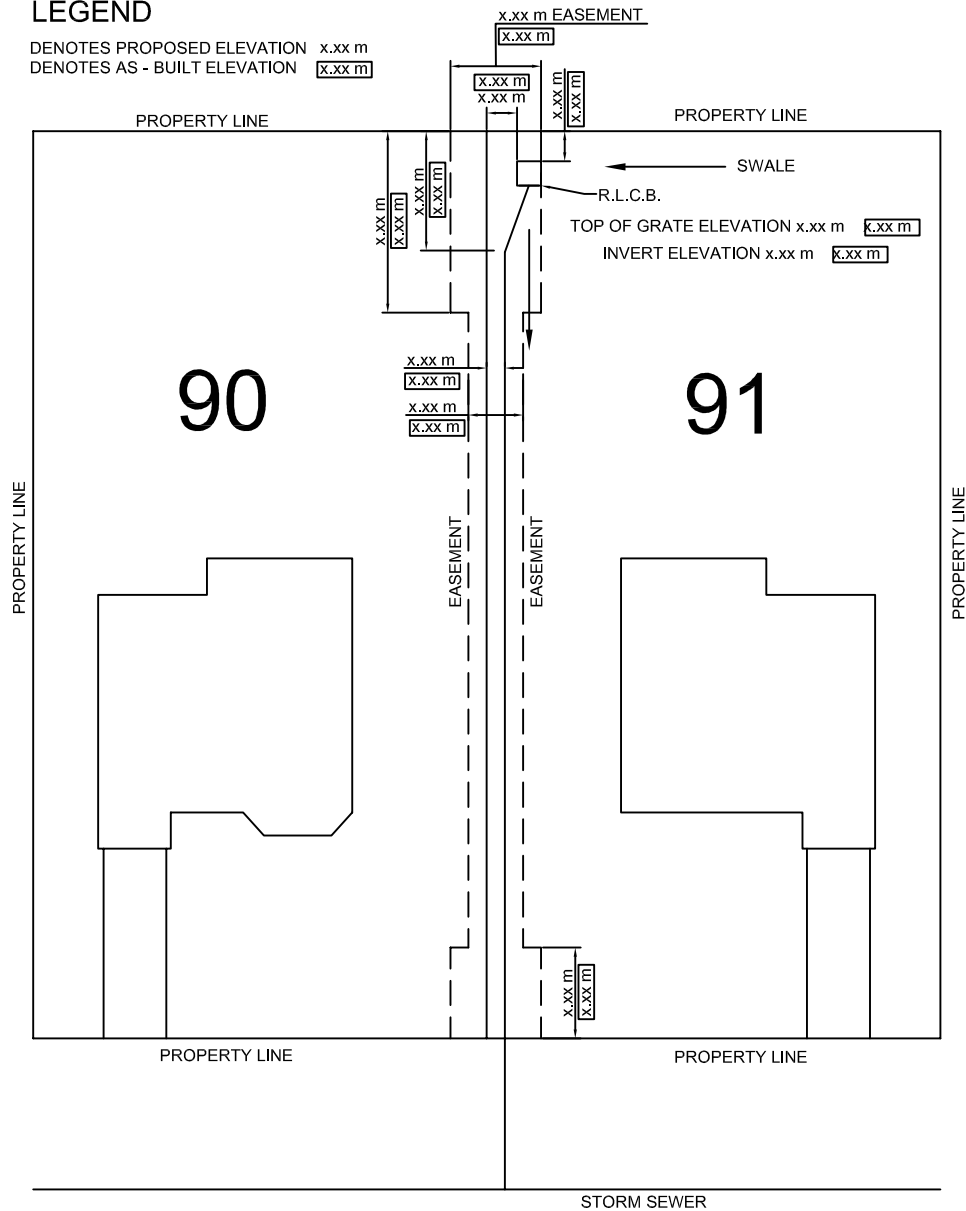 LEGEND
DENOTES PROPOSED ELEVATION x.xx m
DENOTES AS - BUILT ELEVATION x.xx m
x.xx m EASEMENT
x.xx m
x.xx m
x.xx m
x.xx m
x.xx m
PROPERTY LINE
PROPERTY LINE
SWALE
R.L.C.B.
x.xx m
x.xx m
x.xx m
x.xx m
TOP OF GRATE ELEVATION x.xx m x.xx m
INVERT ELEVATION x.xx m x.xx m
x.xx m
x.xx m
90
91
x.xx m
x.xx m
PROPERTY LINE
EASEMENT
EASEMENT
PROPERTY LINE
x.xx m
x.xx m
PROPERTY LINE
PROPERTY LINE
STORM SEWER